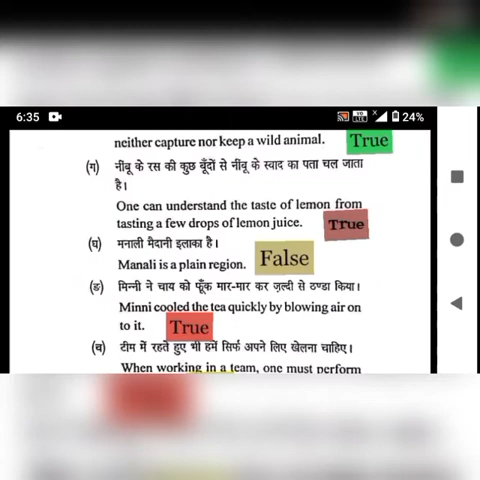 6:35
VO
LTE
24%
neither capture nor keep a wild animal. True
(ग) नींबू के रस की कुछ बूँदों से नींबू के स्वाद का पता चल जाता
है।
One can understand the taste of lemon from
tasting a few drops of lemon juice. True
(घ) मनाली मैदानी इलाका है।
Manali is a plain region. False
(ङ) मिन्नी ने चाय को फूँक मार-मार कर ज़ल्दी से ठण्डा किया।
Minni cooled the tea quickly by blowing air on
to it. True
(च) टीम में रहते हुए भी हमें सिर्फ अपने लिए खेलना चाहिए।
When working in a team, one must perform